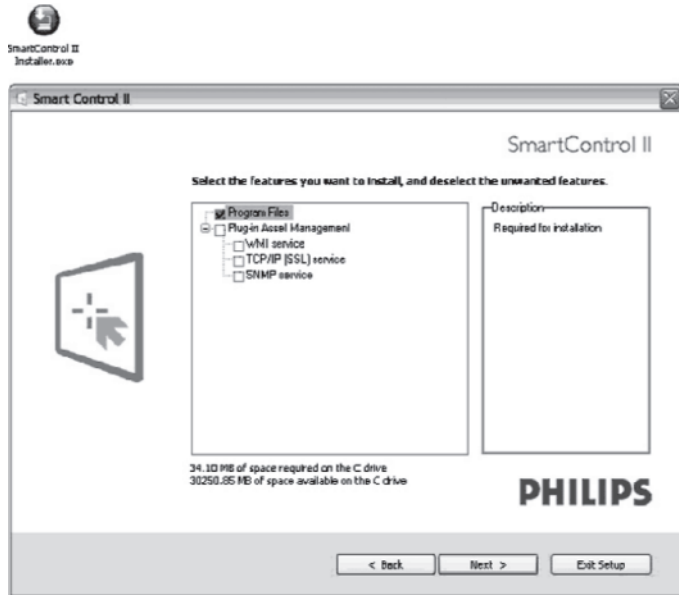 SmartControl II
Installer.exe
Smart Control II
SmartControl II
Select the features you want to install, and deselect the unwanted features.
Program Files
Plug-in Asset Management
WMI service
TCP/IP (SSL) service
SNMP service
Description
Required for installation
34.10 MB of space required on the C drive
30250.85 MB of space available on the C drive
PHILIPS
< Back
Next >
Exit Setup